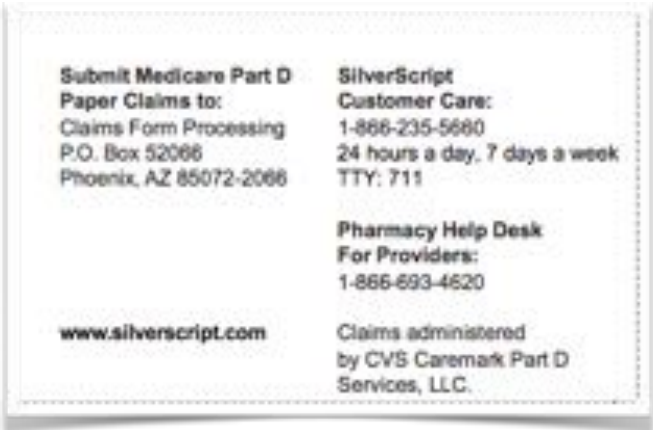 Submit Medicare Part D
Paper Claims to:
Claims Form Processing
P.O. Box 52066
Phoenix, AZ 85072-2066
www.silverscript.com
SilverScript
Customer Care:
1-866-235-5660
24 hours a day, 7 days a week
TTY: 711
Pharmacy Help Desk
For Providers:
1-866-693-4620
Claims administered
by CVS Caremark Part D
Services, LLC.